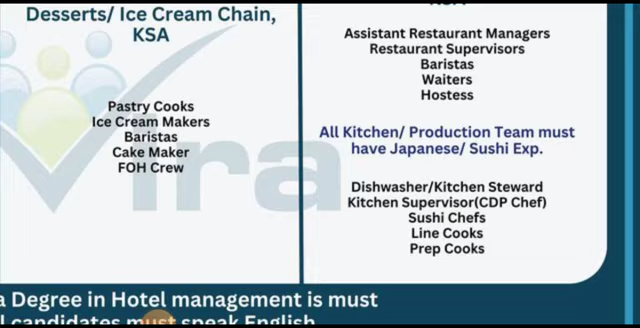 Desserts/ Ice Cream Chain,
KSA
Pastry Cooks
Ice Cream Makers
Baristas
Cake Maker
FOH Crew
KSA
Assistant Restaurant Managers
Restaurant Supervisors
Baristas
Waiters
Hostess
All Kitchen/ Production Team must
have Japanese/ Sushi Exp.
Dishwasher/Kitchen Steward
Kitchen Supervisor(CDP Chef)
Sushi Chefs
Line Cooks
Prep Cooks
Vira
a Degree in Hotel management is must
l candidates must speak English